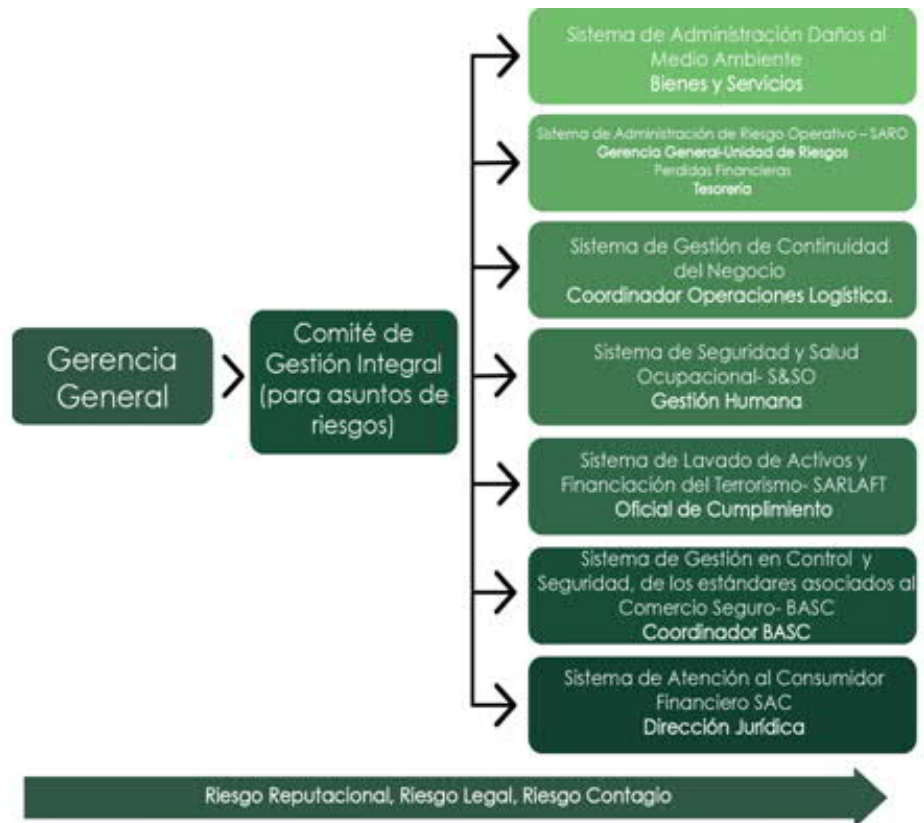 Gerencia
General
Comité de
Gestión Integral
(para asuntos de
riesgos)
Sistema de Administración Daños al
Medio Ambiente
Bienes y Servicios
Sistema de Administración de Riesgo Operativo – SARO
Gerencia General-Unidad de Riesgos
Perdidas Financieras
Tesorería
Sistema de Gestión de Continuidad
del Negocio
Coordinador Operaciones Logística.
Sistema de Seguridad y Salud
Ocupacional- S&SO
Gestión Humana
Sistema de Lavado de Activos y
Financiación del Terrorismo- SARLAFT
Oficial de Cumplimiento
Sistema de Gestión en Control y
Seguridad, de los estándares asociados al
Comercio Seguro- BASC
Coordinador BASC
Sistema de Atención al Consumidor
Financiero SAC
Dirección Jurídica
Riesgo Reputacional, Riesgo Legal, Riesgo Contagio